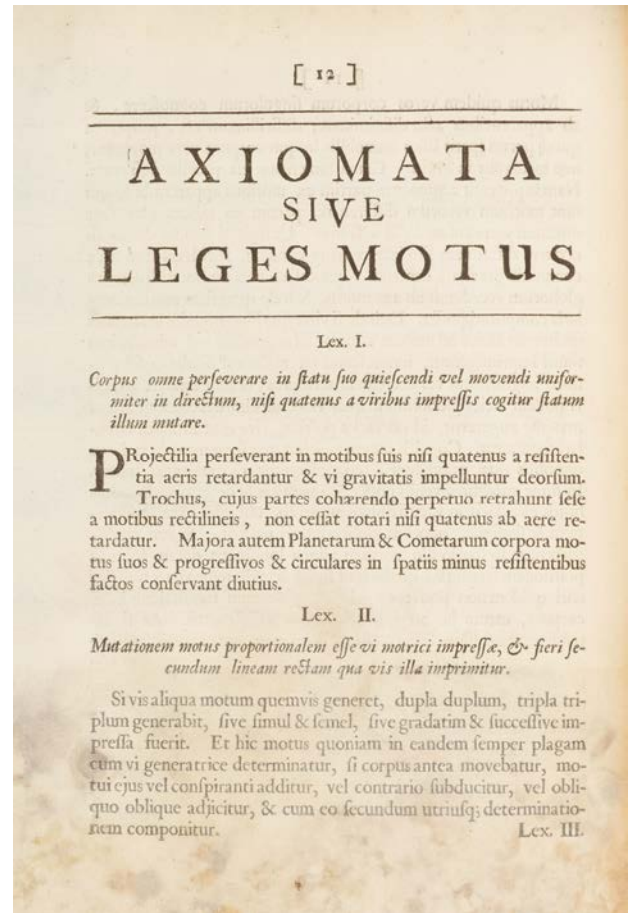 [ 12 ]
AXIOMATA
SIVE
LEGES MOTUS
Lex. I.
Corpus omne perſeverare in ſtatu ſuo quieſcendi vel movendi unifor-
miter in directum, niſi quatenus a viribus impreſſis cogitur ſtatum
illum mutare.
PRojectilia perſeverant in motibus ſuis niſi quatenus a reſiſten-
tia aeris retardantur & vi gravitatis impelluntur deorſum.
Trochus, cujus partes cohærendo perpetuo retrahunt ſeſe
a motibus rectilineis, non ceſſat rotari niſi quatenus ab aere re-
tardatur. Majora autem Planetarum & Cometarum corpora mo-
tus ſuos & progreſſivos & circulares in ſpatiis minus reſiſtentibus
factos conſervant diutius.
Lex. II.
Mutationem motus proportionalem eſſe vi motrici impreſſæ, & fieri ſe-
cundum lineam rectam qua vis illa imprimitur.
Si vis aliqua motum quemvis generet, dupla duplum, tripla tri-
plum generabit, ſive ſimul & ſemel, ſive gradatim & ſucceſſive im-
preſſa fuerit. Et hic motus quoniam in eandem ſemper plagam
cum vi generatrice determinatur, ſi corpus antea movebatur, mo-
tui ejus vel conſpiranti additur, vel contrario ſubducitur, vel obli-
quo oblique adjicitur, & cum eo ſecundum utriuſq; determinatio-
nem componitur. Lex. III.